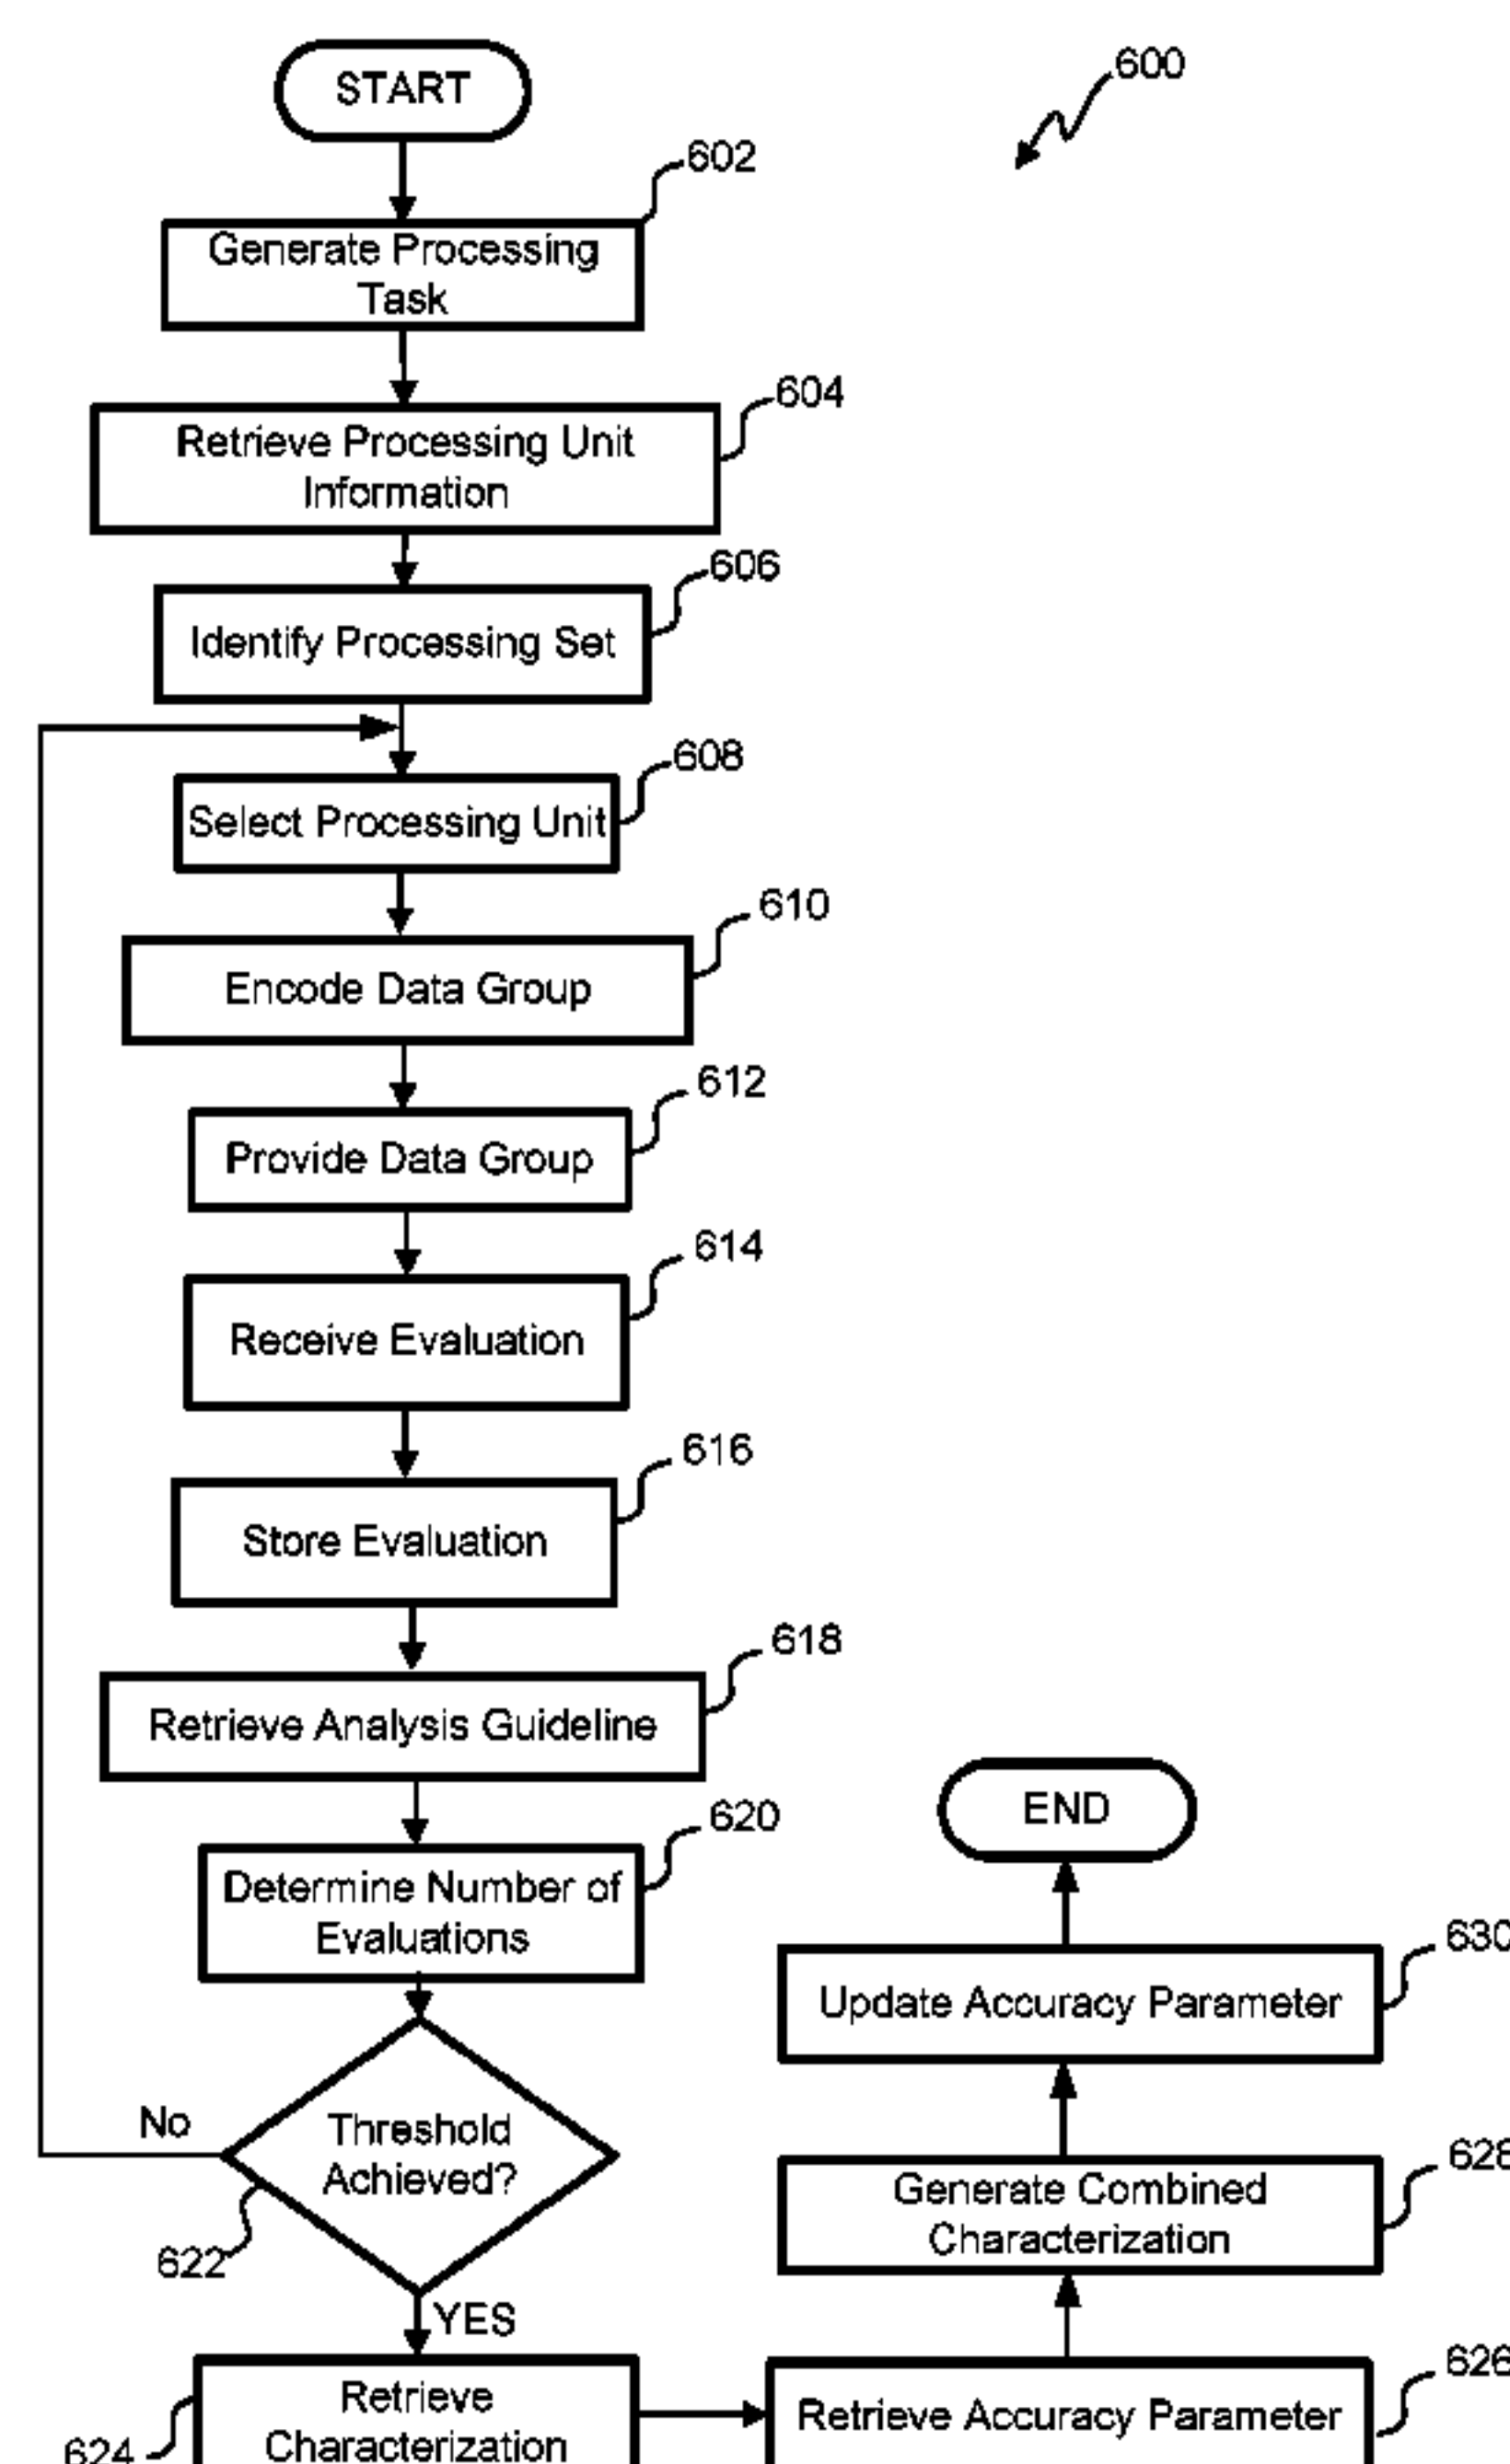 START
600
602
Generate Processing
Task
604
Retrieve Processing Unit
Information
606
Identify Processing Set
608
Select Processing Unit
610
Encode Data Group
612
Provide Data Group
614
Receive Evaluation
616
Store Evaluation
618
Retrieve Analysis Guideline
620
Determine Number of
Evaluations
Threshold
Achieved?
No
622
YES
Retrieve
Characterization
624
626
Retrieve Accuracy Parameter
628
Generate Combined
Characterization
630
Update Accuracy Parameter
END